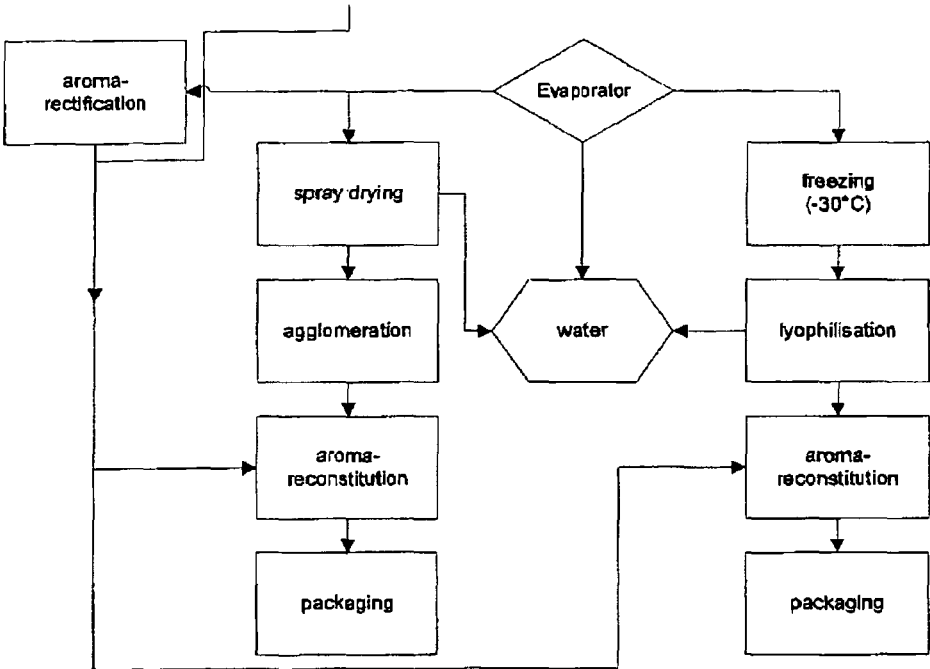 aroma-
rectification
Evaporator
spray drying
freezing
(-30°C)
agglomeration
water
lyophilisation
aroma-
reconstitution
aroma-
reconstitution
packaging
packaging